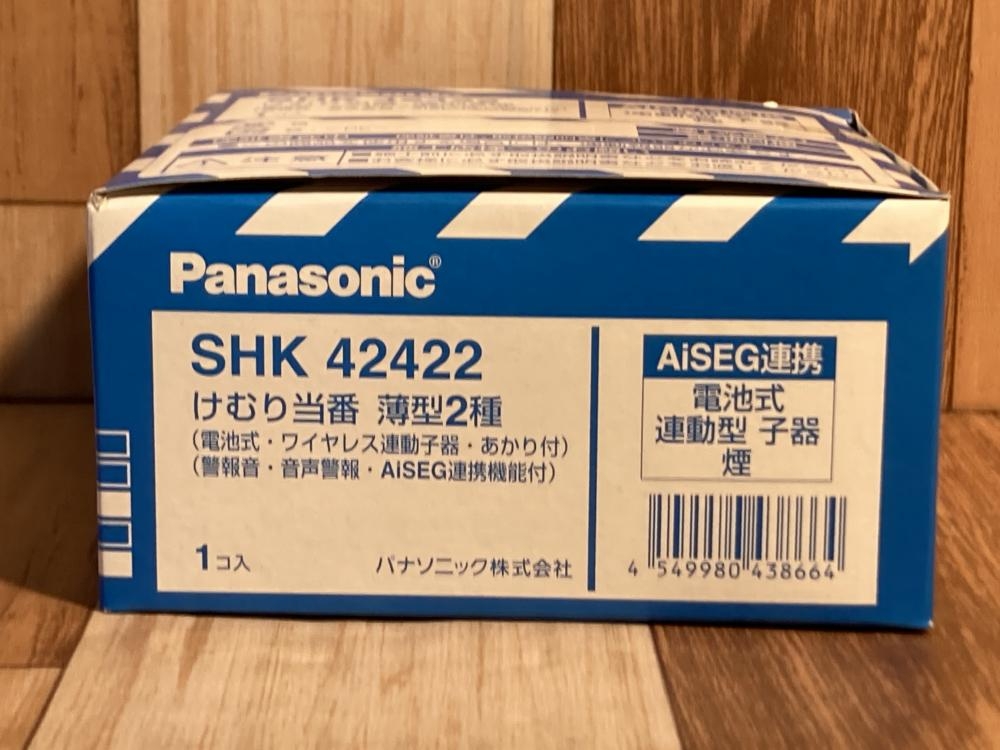 Panasonic®
SHK 42422
けむり当番 薄型2種
(電池式・ワイヤレス連動子器・あかり付)
(警報音・音声警報・AiSEG連携機能付)
1コ入
パナソニック株式会社
AiSEG連携
電池式
連動型 子器
煙
4 549980 438664